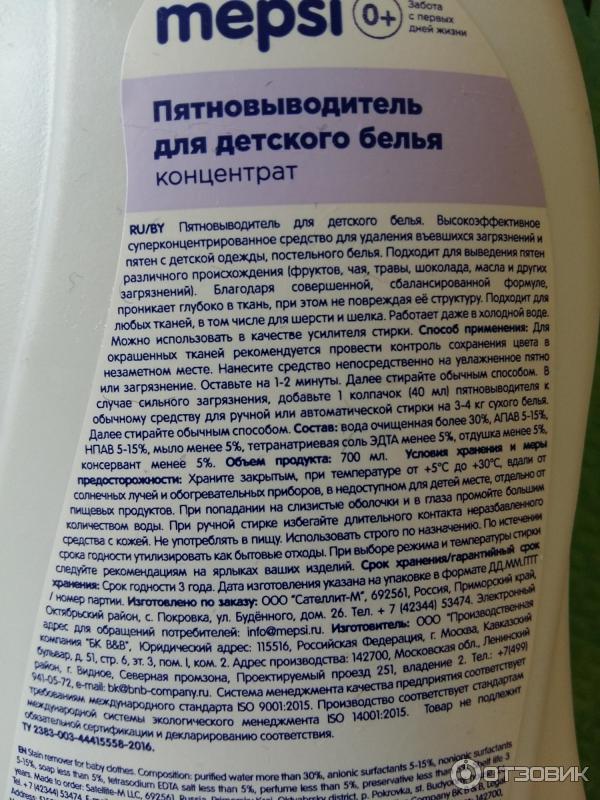 mepsi
0+
Забота
с первых
дней жизни
Пятновыводитель
для детского белья
концентрат
RU/BY Пятновыводитель для детского белья. Высокоэффективное
суперконцентрированное средство для удаления въевшихся загрязнений и
пятен с детской одежды, постельного белья. Подходит для выведения пятен
различного происхождения (фруктов, чая, травы, шоколада, масла и других
загрязнений). Благодаря совершенной, сбалансированной формуле,
проникает глубоко в ткань, при этом не повреждая её структуру. Подходит для
любых тканей, в том числе для шерсти и шелка. Работает даже в холодной воде.
Можно использовать в качестве усилителя стирки. Способ применения: Для
окрашенных тканей рекомендуется провести контроль сохранения цвета в
незаметном месте. Нанесите средство непосредственно на увлажненное пятно
или загрязнение. Оставьте на 1-2 минуты. Далее стирайте обычным способом. В
случае сильного загрязнения, добавьте 1 колпачок (40 мл) пятновыводителя к
обычному средству для ручной или автоматической стирки на 3-4 кг сухого белья.
Далее стирайте обычным способом. Состав: вода очищенная более 30%, АПАВ 5-15%,
НПАВ 5-15%, мыло менее 5%, тетранатриевая соль ЭДТА менее 5%, отдушка менее 5%,
консервант менее 5%. Объем продукта: 700 мл. Условия хранения и меры
предосторожности: Храните закрытым, при температуре от +5°C до +30°C, вдали от
солнечных лучей и обогревательных приборов, в недоступном для детей месте, отдельно от
пищевых продуктов. При попадании на слизистые оболочки и в глаза промойте большим
количеством воды. При ручной стирке избегайте длительного контакта неразбавленного
средства с кожей. Не употреблять в пищу. Использовать строго по назначению. По истечении
срока годности утилизировать как бытовые отходы. При выборе режима и температуры стирки
следуйте рекомендациям на ярлыках ваших изделий. Срок хранения/гарантийный срок
хранения: Срок годности 3 года. Дата изготовления указана на упаковке в формате ДД.ММ.ГГГГ
/ номер партии. Изготовлено по заказу: ООО "Сателлит-М", 692561, Россия, Приморский край,
Октябрьский район, с. Покровка, ул. Будённого, дом. 26. Тел. + 7 (42344) 53474. Электронный
адрес для обращений потребителей: info@mepsi.ru. Изготовитель: ООО "Производственная
компания "БК В&В", Юридический адрес: 115516, Российская Федерация, г. Москва, Кавказский
бульвар, д. 51, стр. 6, эт. 3, пом. I, ком. 2. Адрес производства: 142700, Московская обл., Ленинский
район, г. Видное, Северная промзона, Проектируемый проезд 251, владение 2. Тел.: +7(499)
941-05-72, e-mail: bk@bnb-company.ru. Система менеджмента качества предприятия соответствует
требованиям международного стандарта ISO 9001:2015. Производство соответствует стандартам
международной системы экологического менеджмента ISO 14001:2015. Товар не подлежит
обязательной сертификации и декларированию соответствия.
ТУ 2383-003-44415558-2016.
EN Stain remover for baby clothes. Composition: purified water more than 30%, anionic surfactants
5-15%, nonionic surfactants 5-15%, soap less than 5%, tetrasodium EDTA salt less than 5%, perfume less than 5%, preservative less than 5%. Shelf life 3
years. Made to order: Satellite-M LLC, 692561, Russia, Primorsky
Tel. +7 (42344) 53474
ОТЗОВИК